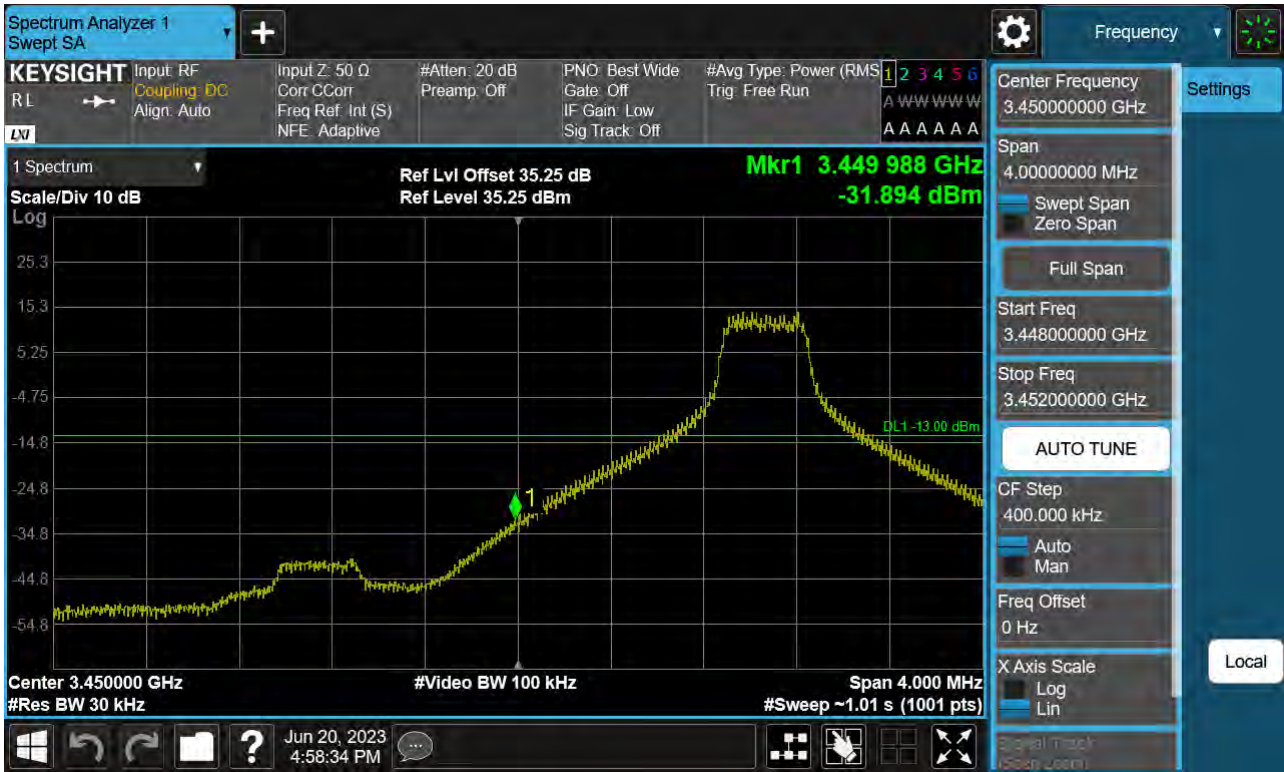 Spectrum Analyzer 1
Swept SA
Frequency
KEYSIGHT
RL
LXI
Input: RF
Coupling: DC
Align: Auto
Input Z: 50 Ω
Corr CCorr
Freq Ref: Int (S)
NFE: Adaptive
#Atten: 20 dB
Preamp: Off
PNO: Best Wide
Gate: Off
IF Gain: Low
Sig Track: Off
#Avg Type: Power (RMS
Trig: Free Run
1 2 3 4 5 6
A W W W W W
A A A A A A
1 Spectrum
Scale/Div 10 dB
Log
Ref Lvl Offset 35.25 dB
Ref Level 35.25 dBm
Mkr1 3.449 988 GHz
-31.894 dBm
25.3
15.3
5.25
-4.75
-14.8
-24.8
-34.8
-44.8
-54.8
DL1 -13.00 dBm
1
Center 3.450000 GHz
#Res BW 30 kHz
#Video BW 100 kHz
Span 4.000 MHz
#Sweep ~1.01 s (1001 pts)
Center Frequency
3.450000000 GHz
Span
4.00000000 MHz
Swept Span
Zero Span
Full Span
Start Freq
3.448000000 GHz
Stop Freq
3.452000000 GHz
AUTO TUNE
CF Step
400.000 kHz
Auto
Man
Freq Offset
0 Hz
X Axis Scale
Log
Lin
Signal Track
(Span Zoom)
Settings
Local
Jun 20, 2023
4:58:34 PM